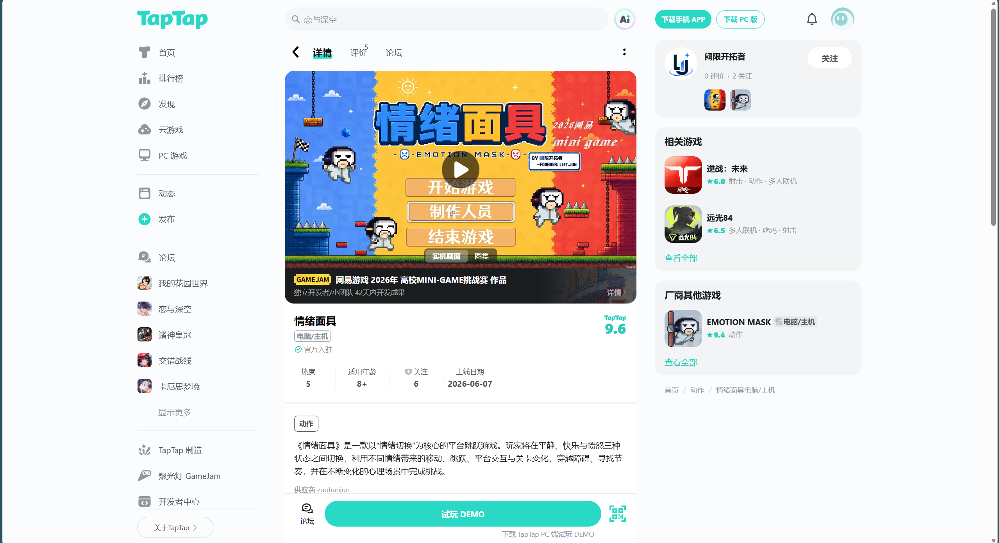 TapTap
恋与深空
Ai
下载手机 APP
下载 PC 版
首页
排行榜
发现
云游戏
PC 游戏
动态
发布
论坛
我的花园世界
恋与深空
诸神皇冠
交错战线
卡厄思梦境
显示更多
TapTap 制造
聚光灯 GameJam
开发者中心
关于TapTap
详情
评价
5
论坛
情绪面具
2026网易
mini game
-EMOTION MASK-
BY 阈限开拓者
—FOUNDER: LEFT.JUN
开始游戏
制作人员
结束游戏
实机画面
图集
GAMEJAM 网易游戏 2026年 高校MINI-GAME挑战赛 作品
独立开发者/小团队 42天内开发成果
详情
情绪面具
电脑/主机
官方入驻
TapTap
9.6
热度
5
适用年龄
8+
关注
6
上线日期
2026-06-07
动作
《情绪面具》是一款以“情绪切换”为核心的平台跳跃游戏。玩家将在平静、快乐与愤怒三种
状态之间切换，利用不同情绪带来的移动、跳跃、平台交互与关卡变化，穿越障碍、寻找节
奏，并在不断变化的心理场景中完成挑战。
供应商 zuohanjun
论坛
试玩 DEMO
下载 TapTap PC 端试玩 DEMO
阈限开拓者
关注
0 评价 · 2 关注
相关游戏
逆战：未来
6.0 射击 · 动作 · 多人联机
远光84
远光84
6.5 多人联机 · 吃鸡 · 射击
查看全部
厂商其他游戏
EMOTION MASK 电脑/主机
9.4 动作
查看全部
首页 / 动作 / 情绪面具电脑/主机